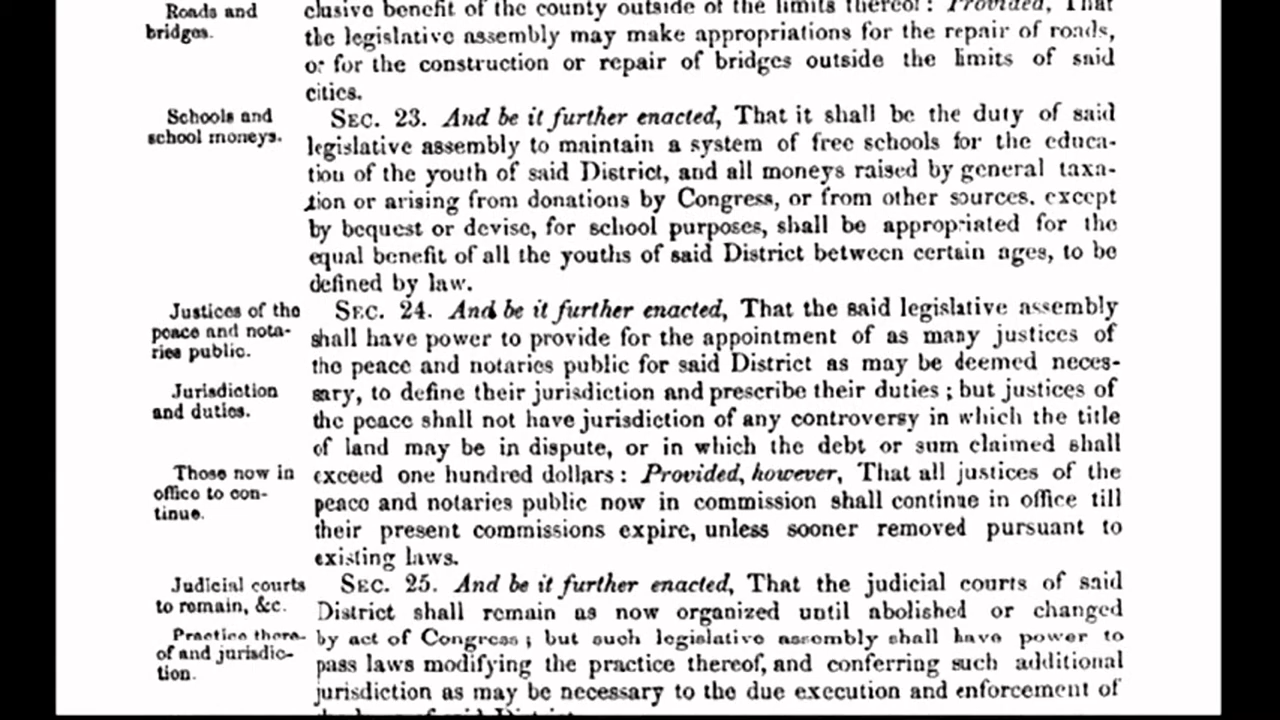 Roads and
bridges.
clusive benefit of the county outside of the limits thereof: Provided, That
the legislative assembly may make appropriations for the repair of roads,
or for the construction or repair of bridges outside the limits of said
cities.
Schools and
school moneys.
SEC. 23. And be it further enacted, That it shall be the duty of said
legislative assembly to maintain a system of free schools for the educa-
tion of the youth of said District, and all moneys raised by general taxa-
tion or arising from donations by Congress, or from other sources, except
by bequest or devise, for school purposes, shall be appropriated for the
equal benefit of all the youths of said District between certain ages, to be
defined by law.
Justices of the
peace and nota-
ries public.
Jurisdiction
and duties.
Those now in
office to con-
tinue.
SEC. 24. And be it further enacted, That the said legislative assembly
shall have power to provide for the appointment of as many justices of
the peace and notaries public for said District as may be deemed neces-
sary, to define their jurisdiction and prescribe their duties; but justices of
the peace shall not have jurisdiction of any controversy in which the title
of land may be in dispute, or in which the debt or sum claimed shall
exceed one hundred dollars: Provided, however, That all justices of the
peace and notaries public now in commission shall continue in office till
their present commissions expire, unless sooner removed pursuant to
existing laws.
Judicial courts
to remain, &c.
Practice there-
of and jurisdic-
tion.
SEC. 25. And be it further enacted, That the judicial courts of said
District shall remain as now organized until abolished or changed
by act of Congress; but such legislative assembly shall have power to
pass laws modifying the practice thereof, and conferring such additional
jurisdiction as may be necessary to the due execution and enforcement of